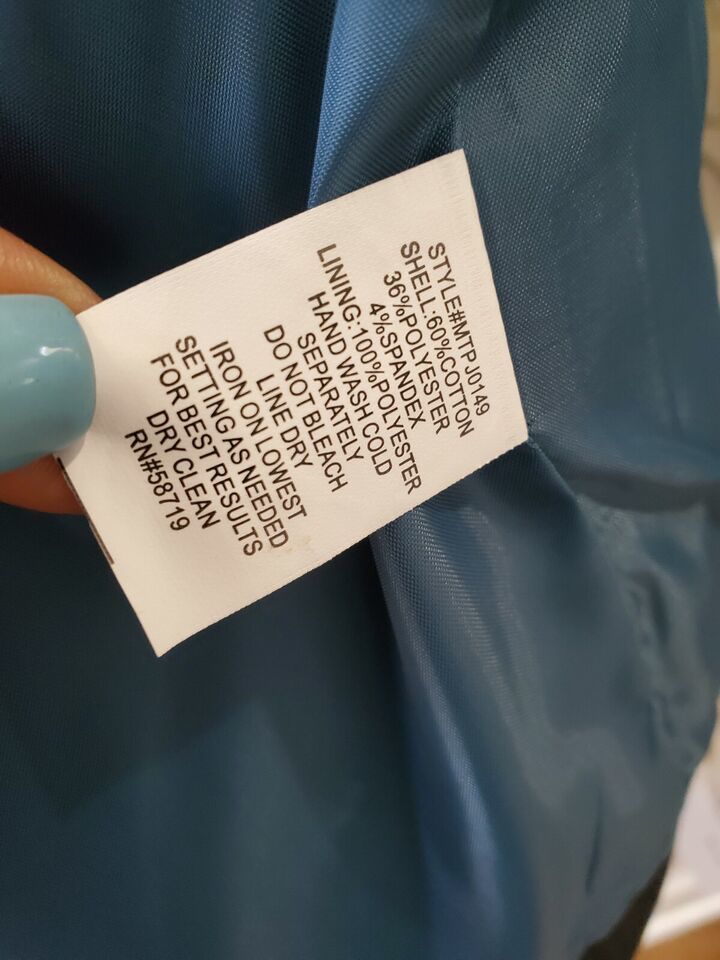 STYLE#MTPJ0149
SHELL:60%COTTON
36%POLYESTER
4%SPANDEX
LINING:100%POLYESTER
HAND WASH COLD
SEPARATELY
DO NOT BLEACH
LINE DRY
IRON ON LOWEST
SETTING AS NEEDED
FOR BEST RESULTS
DRY CLEAN
RN#58719